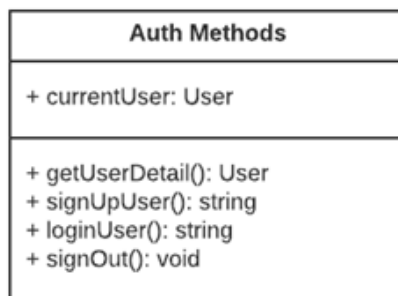 Auth Methods
+ currentUser: User
+ getUserDetail(): User
+ signUpUser(): string
+ loginUser(): string
+ signOut(): void